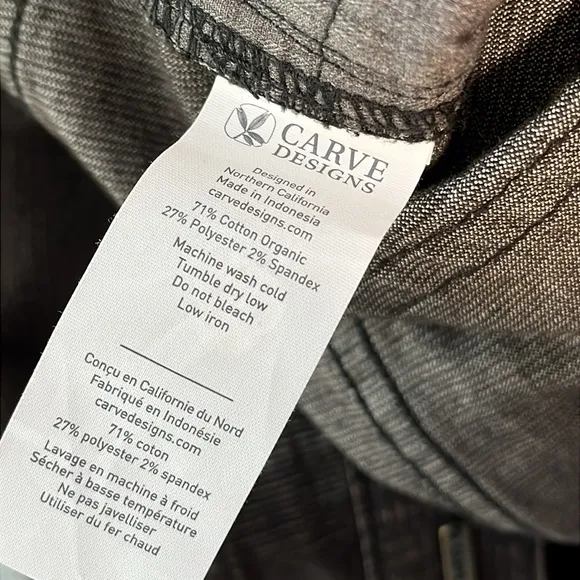 CARVE
DESIGNS
Designed in
Northern California
Made in Indonesia
carvedesigns.com
71% Cotton Organic
27% Polyester 2% Spandex
Machine wash cold
Tumble dry low
Do not bleach
Low iron
Conçu en Californie du Nord
Fabriqué en Indonésie
carvedesigns.com
71% coton
27% polyester 2% spandex
Lavage en machine à froid
Sécher à basse température
Ne pas javelliser
Utiliser du fer chaud